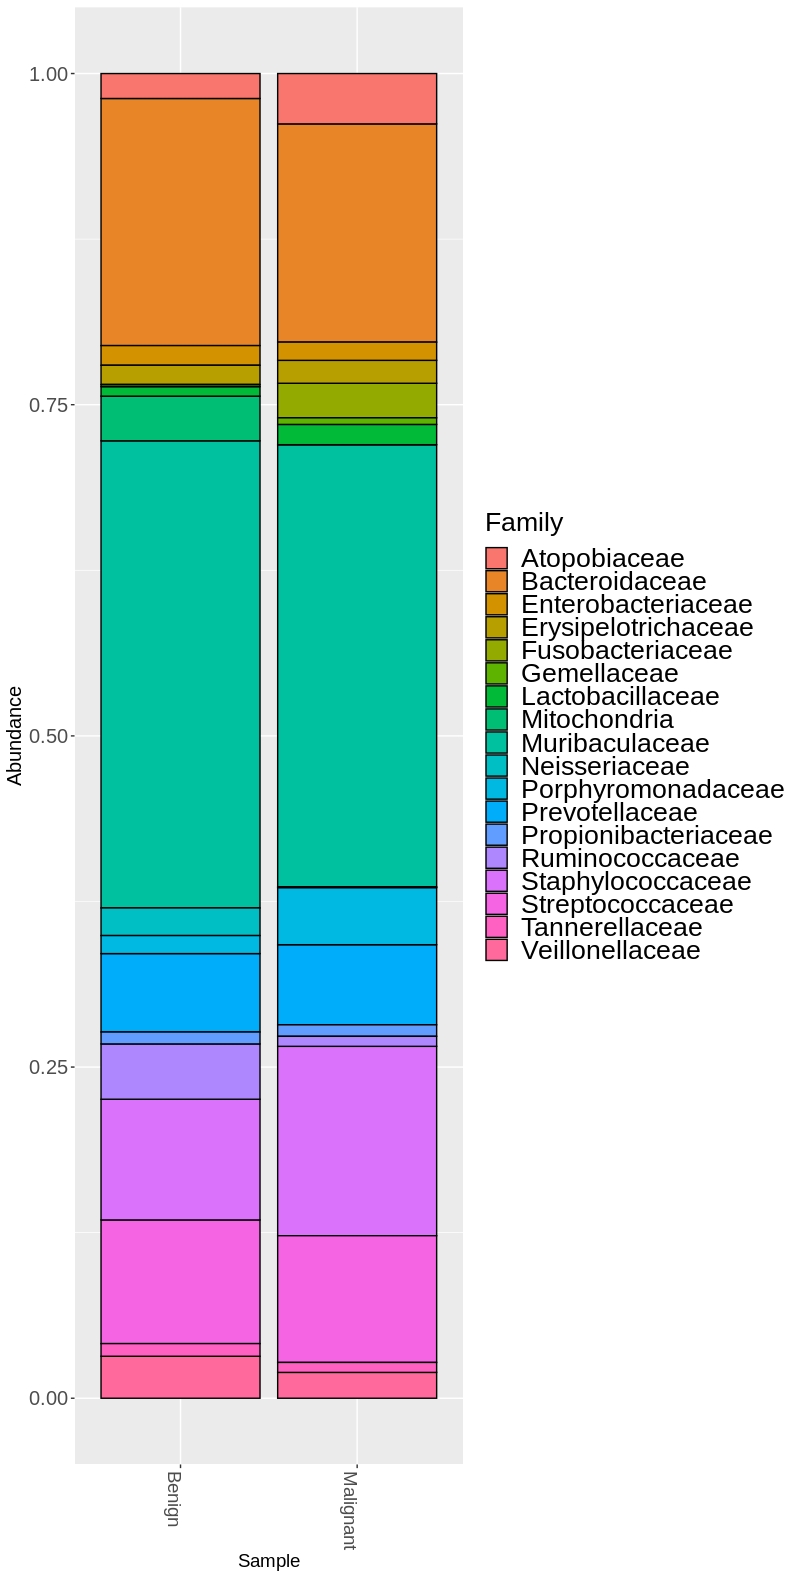 1.00
0.75
0.50
0.25
0.00
Abundance
Benign
Malignant
Sample
Family
Atopobiaceae
Bacteroidaceae
Enterobacteriaceae
Erysipelotrichaceae
Fusobacteriaceae
Gemellaceae
Lactobacillaceae
Mitochondria
Muribaculaceae
Neisseriaceae
Porphyromonadaceae
Prevotellaceae
Propionibacteriaceae
Ruminococcaceae
Staphylococcaceae
Streptococcaceae
Tannerellaceae
Veillonellaceae